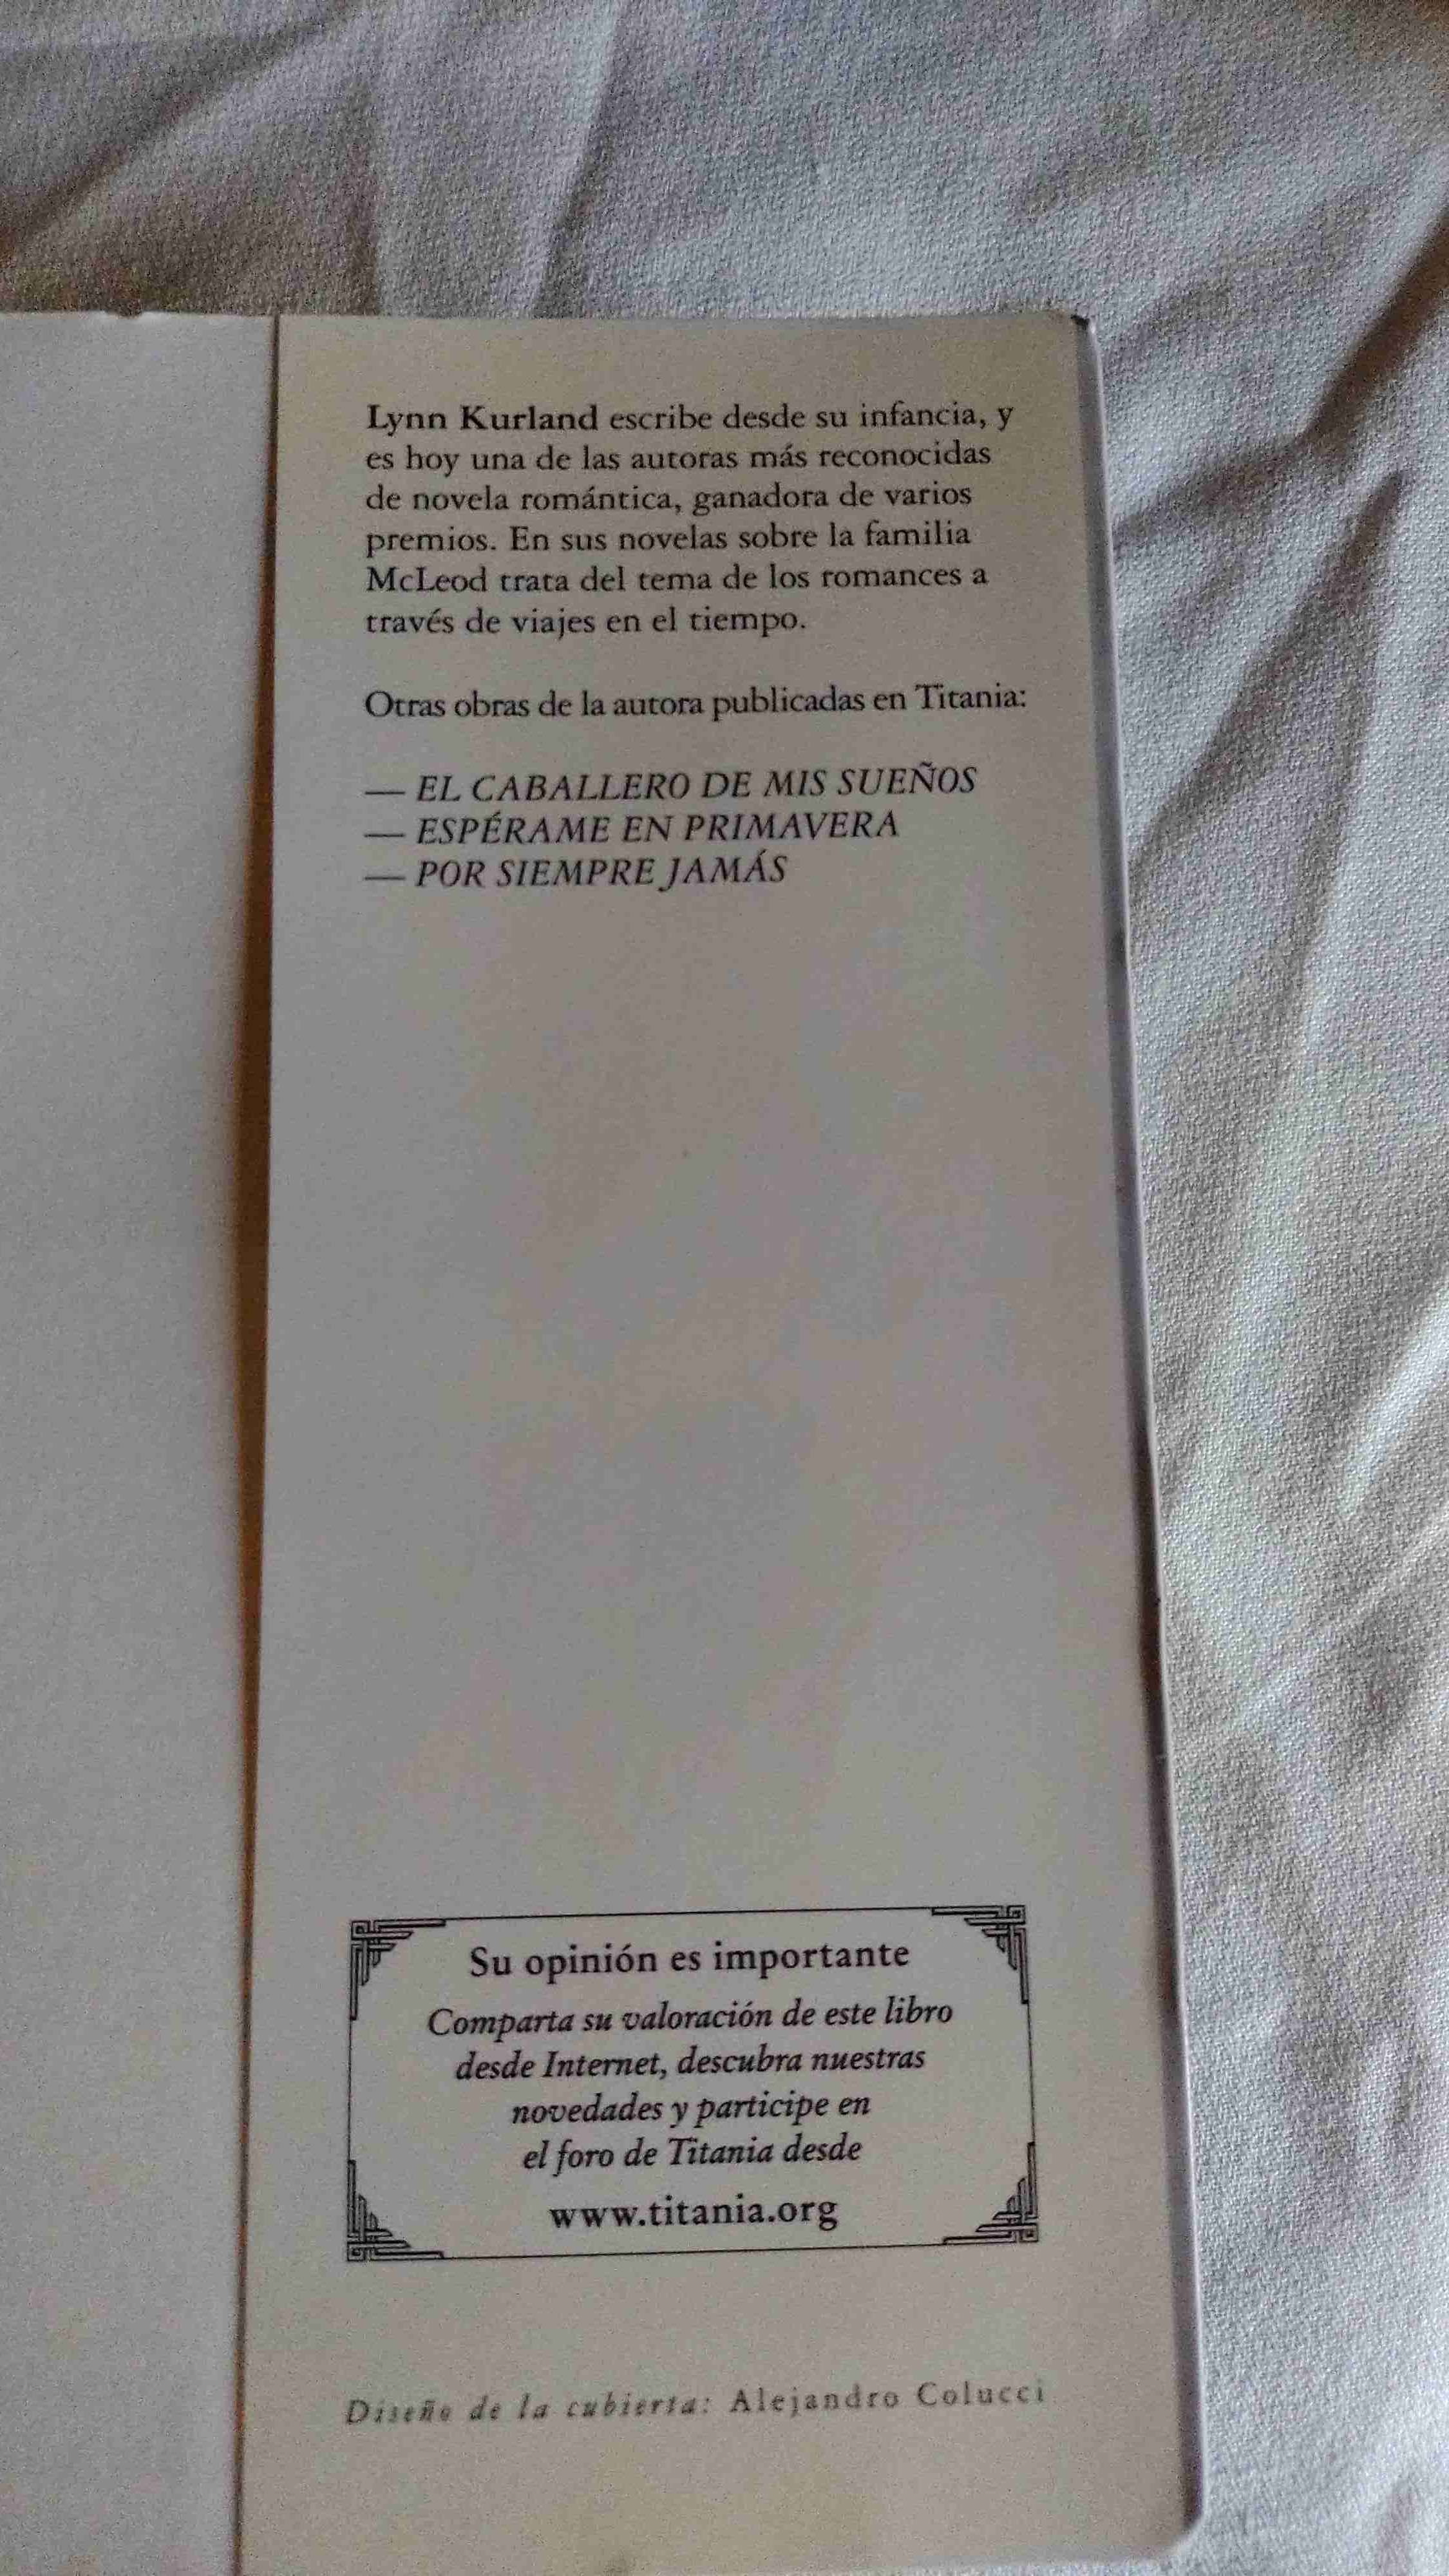 Lynn Kurland escribe desde su infancia, y
es hoy una de las autoras más reconocidas
de novela romántica, ganadora de varios
premios. En sus novelas sobre la familia
McLeod trata del tema de los romances a
través de viajes en el tiempo.
Otras obras de la autora publicadas en Titania:
— EL CABALLERO DE MIS SUEÑOS
— ESPÉRAME EN PRIMAVERA
— POR SIEMPRE JAMÁS
Su opinión es importante
Comparta su valoración de este libro
desde Internet, descubra nuestras
novedades y participe en
el foro de Titania desde
www.titania.org
Diseño de la cubierta: Alejandro Colucci